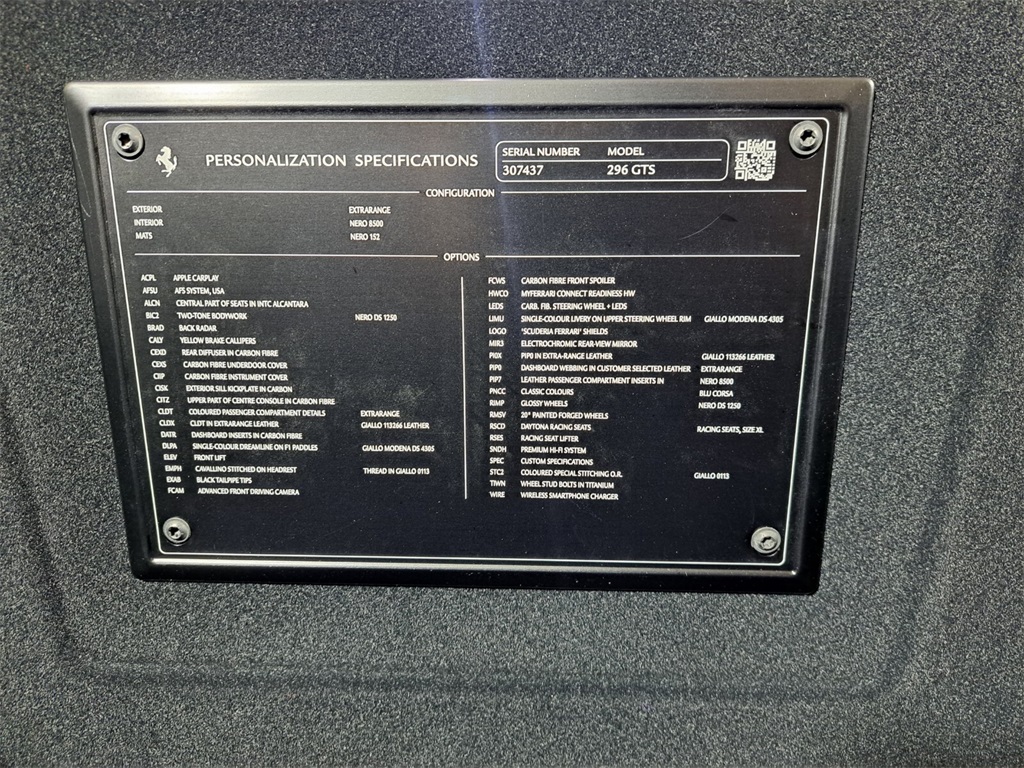 PERSONALIZATION SPECIFICATIONS
SERIAL NUMBER MODEL
307437 296 GTS
CONFIGURATION
EXTERIOR EXTRARANGE
INTERIOR NERO 8500
MATS NERO 152
OPTIONS
ACPL APPLE CARPLAY
AFSU AFS SYSTEM, USA
ALCN CENTRAL PART OF SEATS IN INTC ALCANTARA
BIC2 TWO-TONE BODYWORK NERO DS 1250
BRAD BACK RADAR
CALY YELLOW BRAKE CALLIPERS
CEXD REAR DIFFUSER IN CARBON FIBRE
CEXS CARBON FIBRE UNDERDOOR COVER
CIIP CARBON FIBRE INSTRUMENT COVER
CISK EXTERIOR SILL KICKPLATE IN CARBON
CITZ UPPER PART OF CENTRE CONSOLE IN CARBON FIBRE
CLDT COLOURED PASSENGER COMPARTMENT DETAILS EXTRARANGE
CLDX CLDT IN EXTRARANGE LEATHER GIALLO 113266 LEATHER
DATR DASHBOARD INSERTS IN CARBON FIBRE
DLPA SINGLE-COLOUR DREAMLINE ON P1 PADDLES GIALLO MODENA DS 4305
ELEV FRONT LIFT
EMPH CAVALLINO STITCHED ON HEADREST THREAD IN GIALLO 0113
EXAB BLACK TAILPIPE TIPS
FCAM ADVANCED FRONT DRIVING CAMERA
FCWS CARBON FIBRE FRONT SPOILER
HWCO MYFERRARI CONNECT READINESS HW
LEDS CARB. FIB. STEERING WHEEL + LEDS
LIMU SINGLE-COLOUR LIVERY ON UPPER STEERING WHEEL RIM GIALLO MODENA DS 4305
LOGO "SCUDERIA FERRARI" SHIELDS
MIR3 ELECTROCHROMIC REAR-VIEW MIRROR
PI0X PIP0 IN EXTRA-RANGE LEATHER GIALLO 113266 LEATHER
PIP0 DASHBOARD WEBBING IN CUSTOMER SELECTED LEATHER EXTRARANGE
PIP7 LEATHER PASSENGER COMPARTMENT INSERTS IN NERO 8500
PNCC CLASSIC COLOURS BLU CORSA
RIMP GLOSSY WHEELS NERO DS 1250
RMSV 20" PAINTED FORGED WHEELS
RSCD DAYTONA RACING SEATS RACING SEATS, SIZE XL
RSES RACING SEAT LIFTER
SNDH PREMIUM HI-FI SYSTEM
SPEC CUSTOM SPECIFICATIONS
STC2 COLOURED SPECIAL STITCHING O.R. GIALLO 0113
TIWN WHEEL STUD BOLTS IN TITANIUM
WIRE WIRELESS SMARTPHONE CHARGER